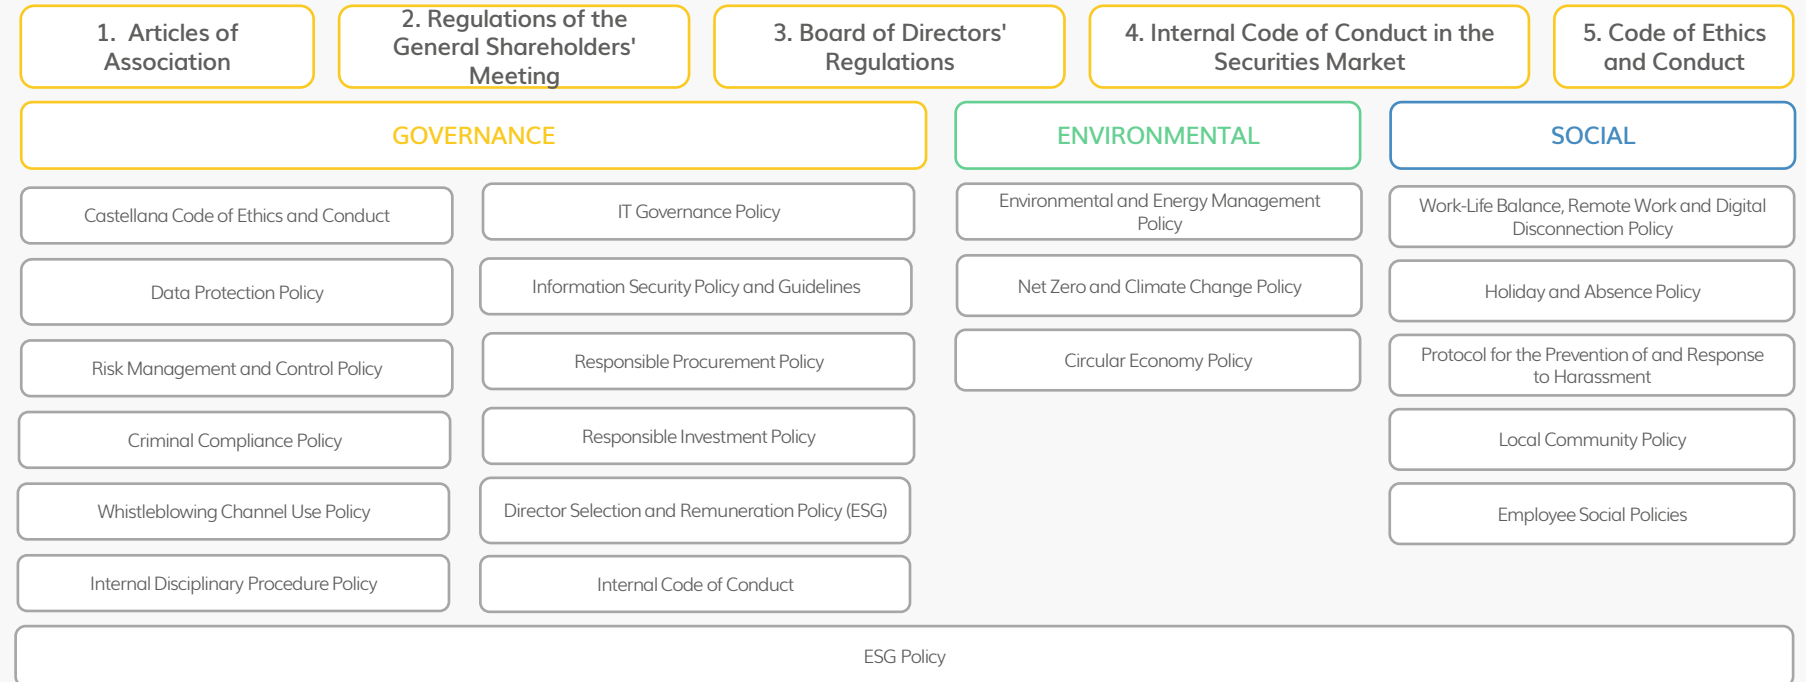 1. Articles of
Association
2. Regulations of the
General Shareholders'
Meeting
3. Board of Directors'
Regulations
4. Internal Code of Conduct in the
Securities Market
5. Code of Ethics
and Conduct
GOVERNANCE
ENVIRONMENTAL
SOCIAL
Castellana Code of Ethics and Conduct
Data Protection Policy
Risk Management and Control Policy
Criminal Compliance Policy
Whistleblowing Channel Use Policy
Internal Disciplinary Procedure Policy
IT Governance Policy
Information Security Policy and Guidelines
Responsible Procurement Policy
Responsible Investment Policy
Director Selection and Remuneration Policy (ESG)
Internal Code of Conduct
Environmental and Energy Management
Policy
Net Zero and Climate Change Policy
Circular Economy Policy
Work-Life Balance, Remote Work and Digital
Disconnection Policy
Holiday and Absence Policy
Protocol for the Prevention of and Response
to Harassment
Local Community Policy
Employee Social Policies
ESG Policy